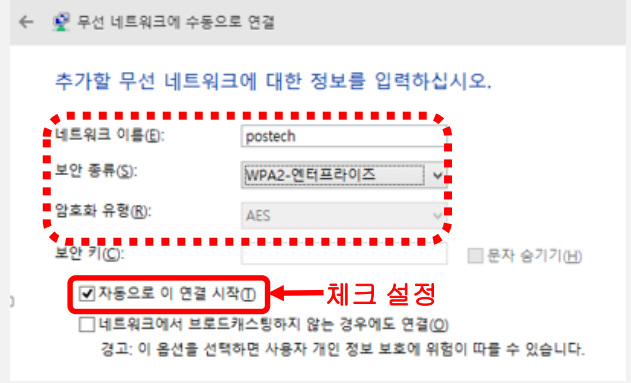 ← 무선 네트워크에 수동으로 연결
추가할 무선 네트워크에 대한 정보를 입력하십시오.
네트워크 이름(E): postech
보안 종류(S): WPA2-엔터프라이즈
암호화 유형(R): AES
보안 키(C): 문자 숨기기(H)
자동으로 이 연결 시작(T) 체크 설정
네트워크에서 브로드캐스팅하지 않는 경우에도 연결(O)
경고: 이 옵션을 선택하면 사용자 개인 정보 보호에 위험이 따를 수 있습니다.